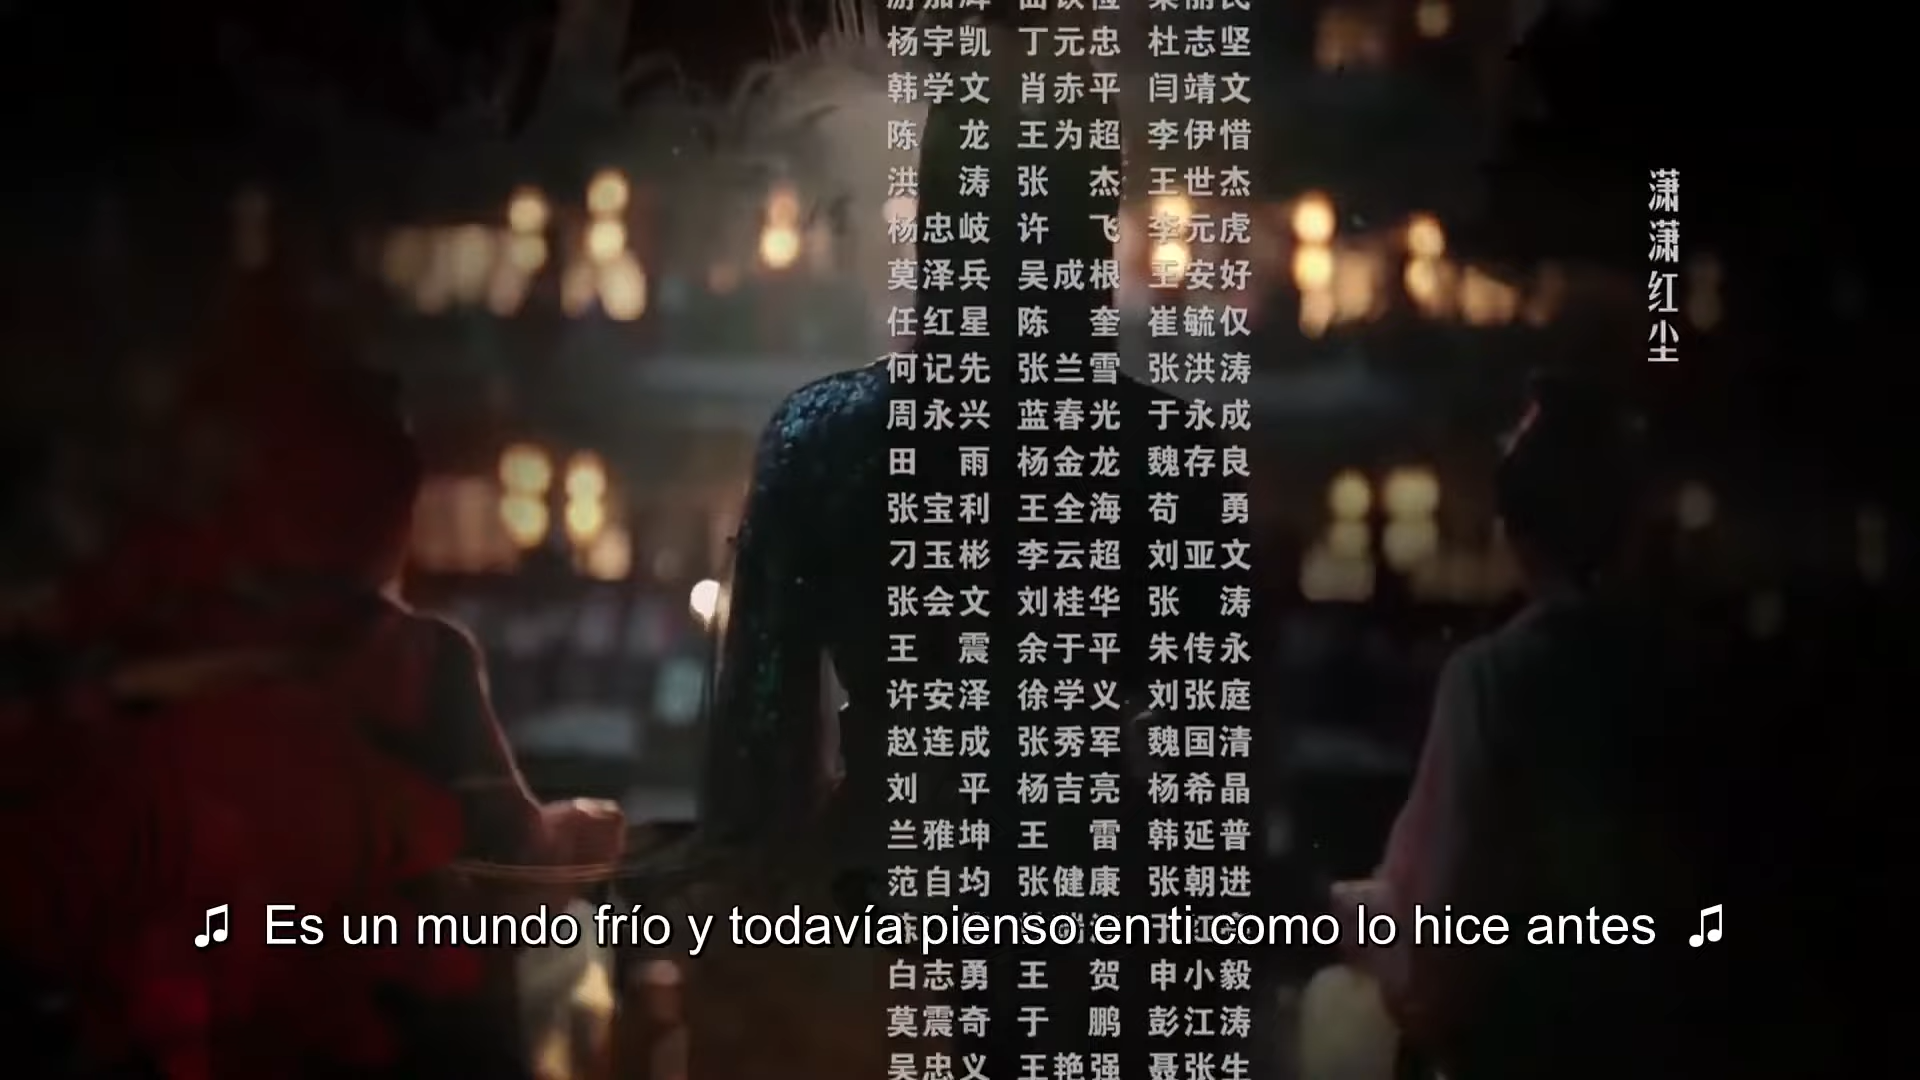 杨宇凯 丁元忠 杜志坚
韩学文 肖赤平 闫靖文
陈 龙 王为超 李伊惜
洪 涛 张 杰 王世杰
杨忠岐 许 飞 李元虎
莫泽兵 吴成根 王安好
任红星 陈 奎 崔毓仅
何记先 张兰雪 张洪涛
周永兴 蓝春光 于永成
田 雨 杨金龙 魏存良
张宝利 王全海 苟 勇
刁玉彬 李云超 刘亚文
张会文 刘桂华 张 涛
王 震 余于平 朱传永
许安泽 徐学义 刘张庭
赵连成 张秀军 魏国清
刘 平 杨吉亮 杨希晶
兰雅坤 王 雷 韩延普
范自均 张健康 张朝进
♫ Es un mundo frío y todavía pienso en ti como lo hice antes ♫
白志勇 王 贺 申小毅
莫震奇 于 鹏 彭江涛
吴忠义 王艳强 聂张生
潇潇红尘